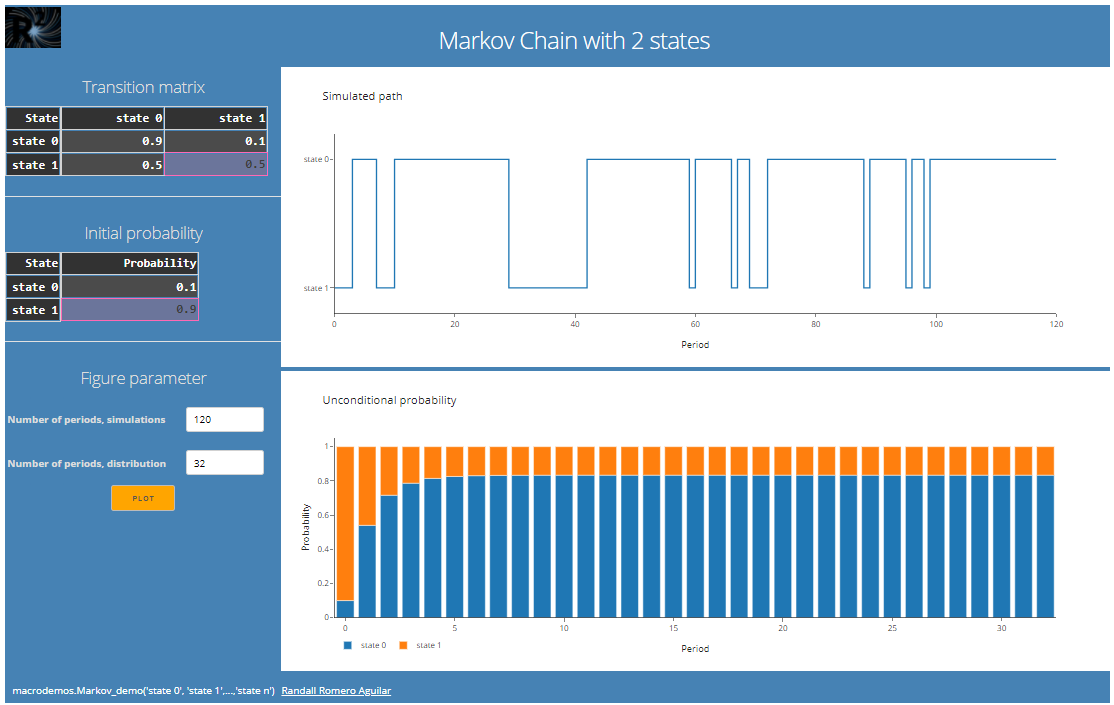 Markov Chain with 2 states
Transition matrix
State state 0 state 1
state 0 0.9 0.1
state 1 0.5 0.5
Initial probability
State Probability
state 0 0.1
state 1 0.9
Figure parameter
Number of periods, simulations 120
Number of periods, distribution 32
PLOT
Simulated path
state 0
state 1
0 20 40 60 80 100 120
Period
Unconditional probability
Probability
1
0.8
0.6
0.4
0.2
0
0 5 10 15 20 25 30
Period
state 0 state 1
macrodemos.Markov_demo('state 0', 'state 1',...,'state n') Randall Romero Aguilar